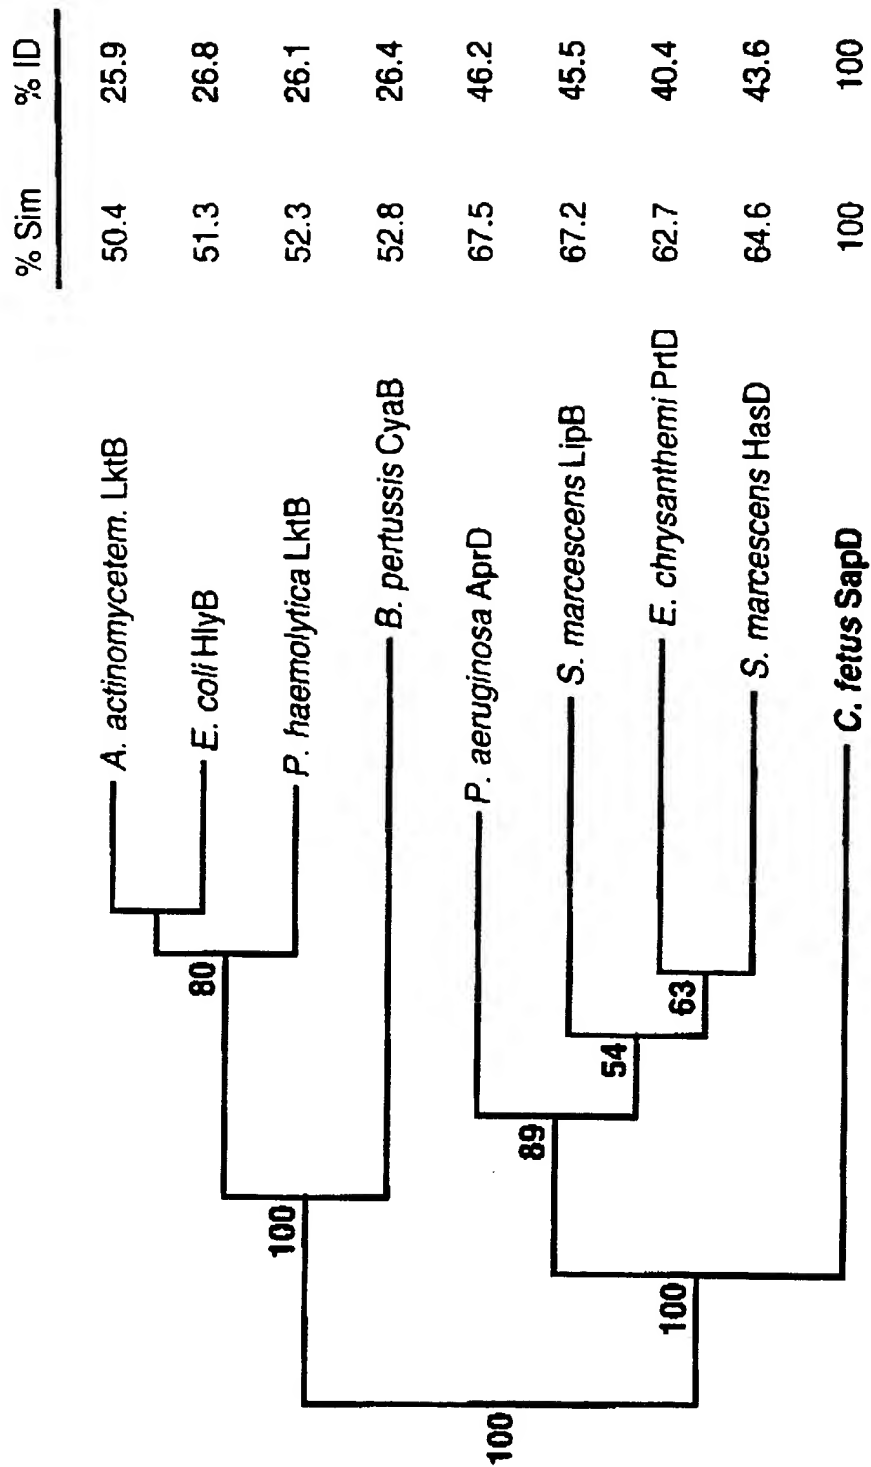 % Sim % ID
A. actinomycetem. LktB 50.4 25.9
E. coli HlyB 51.3 26.8
80
P. haemolytica LktB 52.3 26.1
100
B. pertussis CyaB 52.8 26.4
P. aeruginosa AprD 67.5 46.2
100
89
S. marcescens LipB 67.2 45.5
54
E. chrysanthemi PrtD 62.7 40.4
63
100
S. marcescens HasD 64.6 43.6
C. fetus SapD 100 100